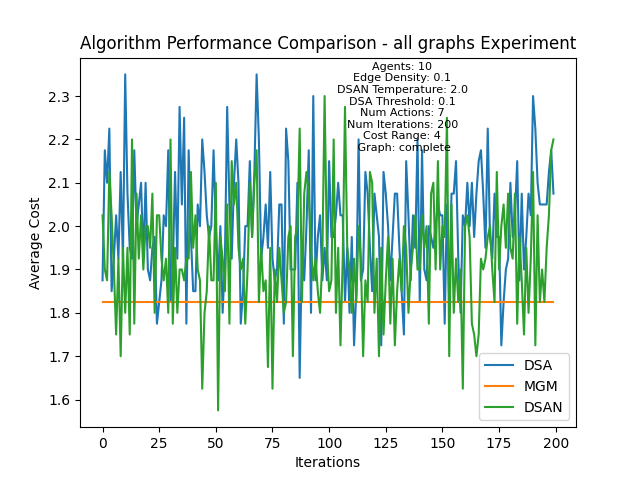 Algorithm Performance Comparison - all graphs Experiment
Agents: 10
Edge Density: 0.1
DSAN Temperature: 2.0
DSA Threshold: 0.1
Num Actions: 7
Num Iterations: 200
Cost Range: 4
Graph: complete
Average Cost
2.3
2.2
2.1
2.0
1.9
1.8
1.7
1.6
DSA
MGM
DSAN
0 25 50 75 100 125 150 175 200
Iterations